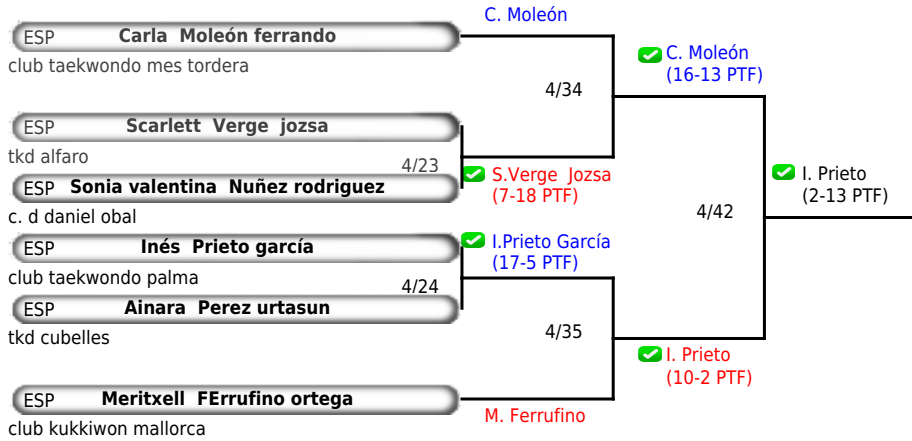 C. Moleón
ESP Carla Moleón ferrando
club taekwondo mes tordera
C. Moleón
(16-13 PTF)
4/34
ESP Scarlett Verge jozsa
tkd alfaro
4/23
S.Verge Jozsa
(7-18 PTF)
ESP Sonia valentina Nuñez rodriguez
c. d daniel obal
I. Prieto
(2-13 PTF)
4/42
ESP Inés Prieto garcía
club taekwondo palma
I.Prieto García
(17-5 PTF)
4/24
ESP Ainara Perez urtasun
tkd cubelles
4/35
I. Prieto
(10-2 PTF)
ESP Meritxell FErrufino ortega
club kukkiwon mallorca
M. Ferrufino